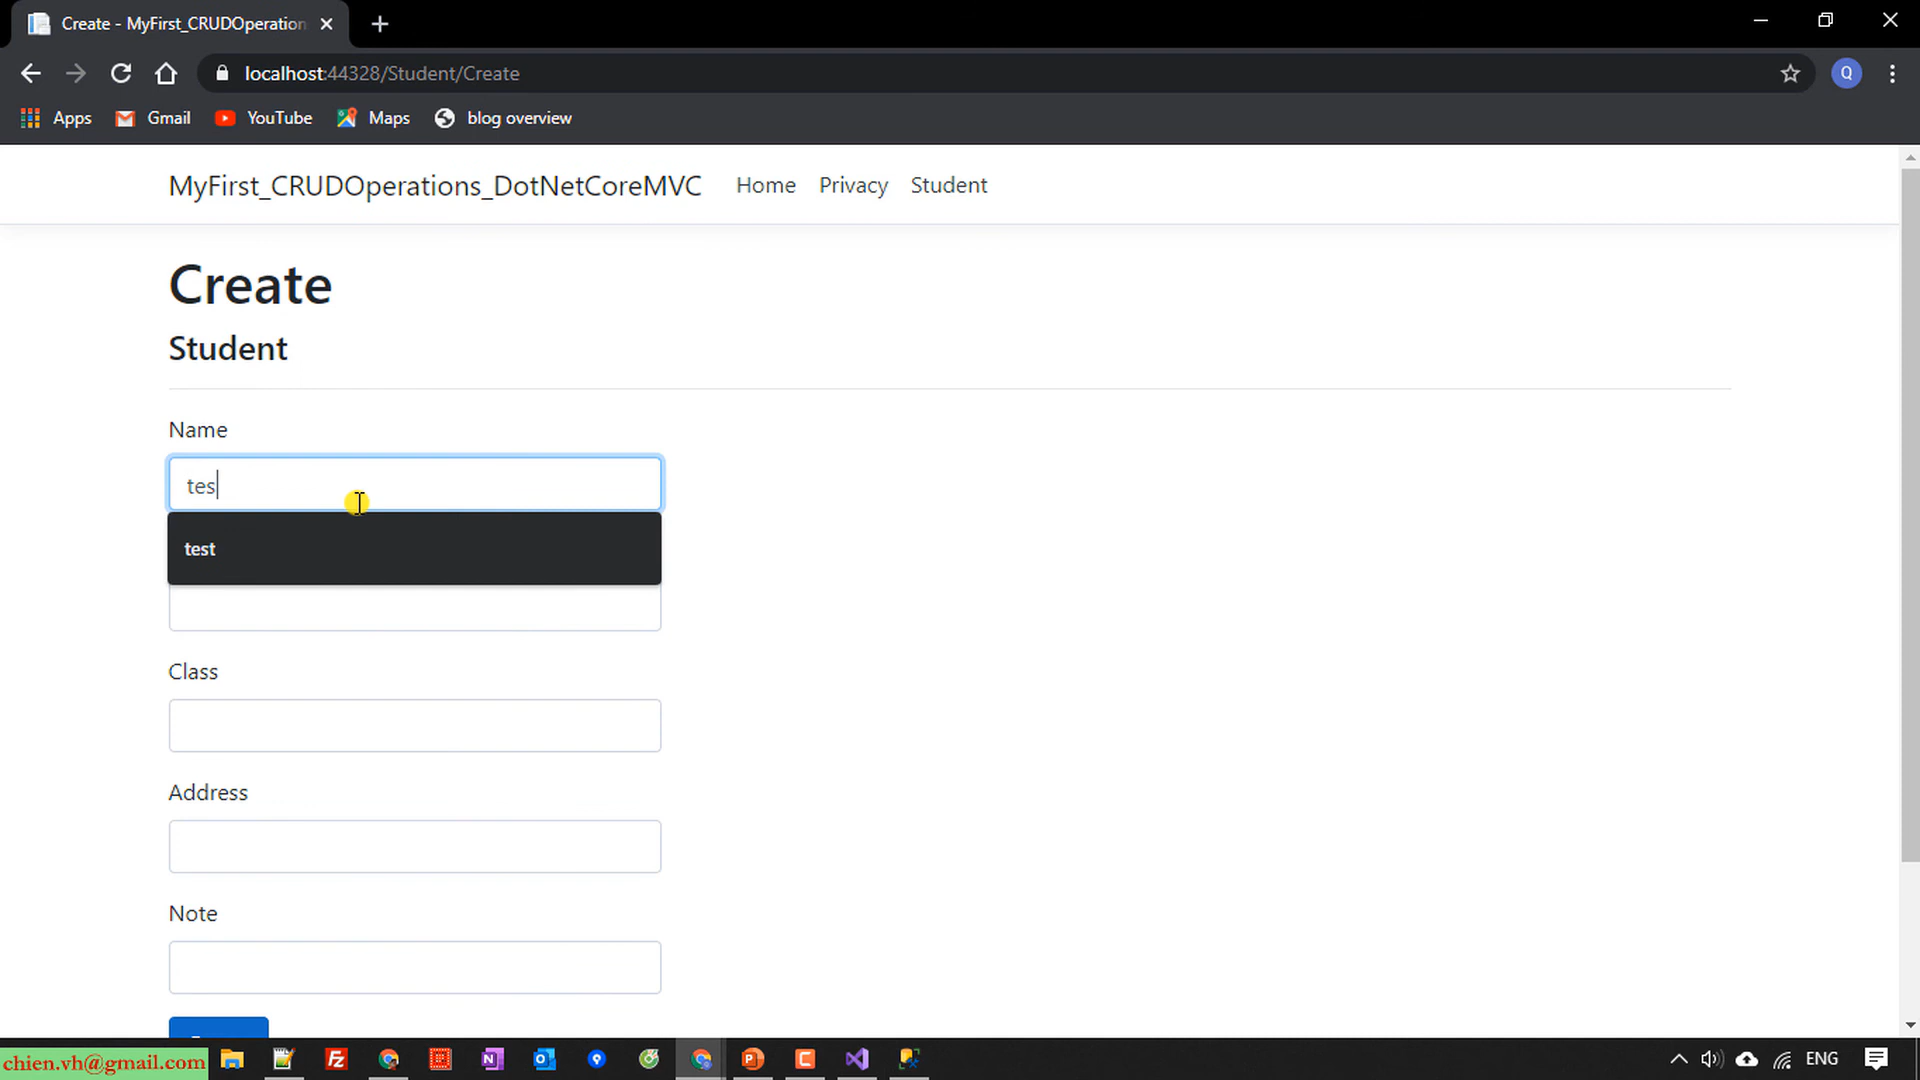 Create - MyFirst_CRUDOperation
localhost:44328/Student/Create
Q
Apps Gmail YouTube Maps blog overview
MyFirst_CRUDOperations_DotNetCoreMVC Home Privacy Student
Create
Student
Name
tes
test
Class
Address
Note
chien.vh@gmail.com
ENG